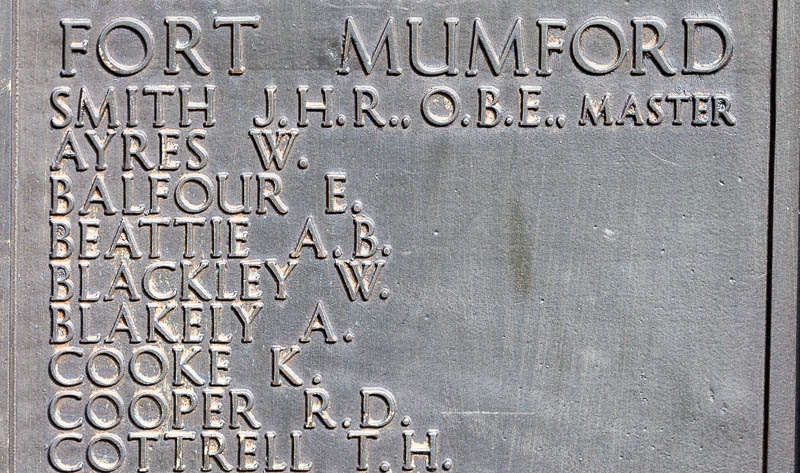 FORT MUMFORD
SMITH J.H.R., O.B.E., MASTER
AYRES W.
BALFOUR E.
BEATTIE A.B.
BLACKLEY W.
BLAKELY A.
COOKE K.
COOPER R.D.
COTTRELL T.H.